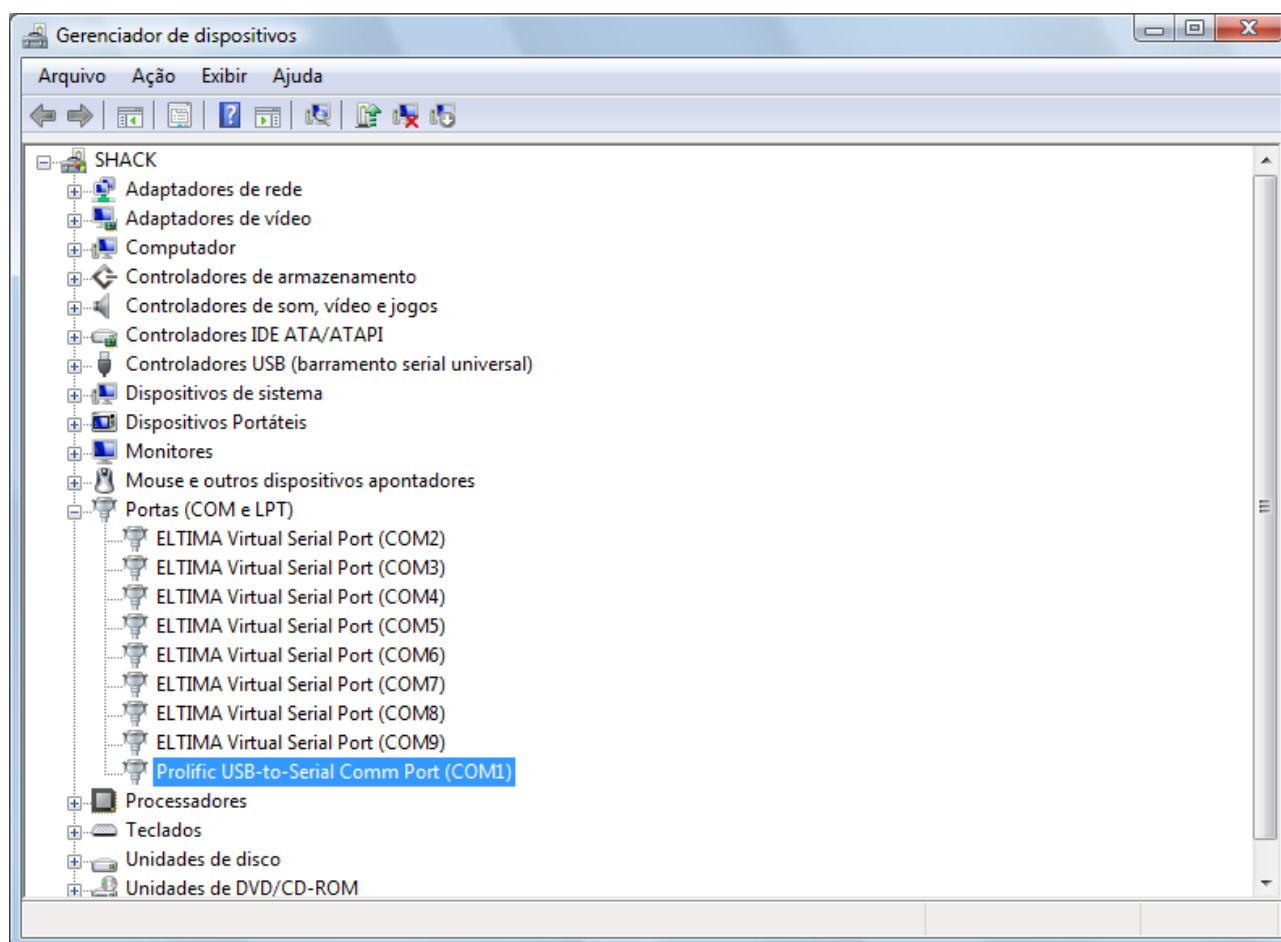 Gerenciador de dispositivos
Arquivo Ação Exibir Ajuda
SHACK
Adaptadores de rede
Adaptadores de vídeo
Computador
Controladores de armazenamento
Controladores de som, vídeo e jogos
Controladores IDE ATA/ATAPI
Controladores USB (barramento serial universal)
Dispositivos de sistema
Dispositivos Portáteis
Monitores
Mouse e outros dispositivos apontadores
Portas (COM e LPT)
ELTIMA Virtual Serial Port (COM2)
ELTIMA Virtual Serial Port (COM3)
ELTIMA Virtual Serial Port (COM4)
ELTIMA Virtual Serial Port (COM5)
ELTIMA Virtual Serial Port (COM6)
ELTIMA Virtual Serial Port (COM7)
ELTIMA Virtual Serial Port (COM8)
ELTIMA Virtual Serial Port (COM9)
Prolific USB-to-Serial Comm Port (COM1)
Processadores
Teclados
Unidades de disco
Unidades de DVD/CD-ROM